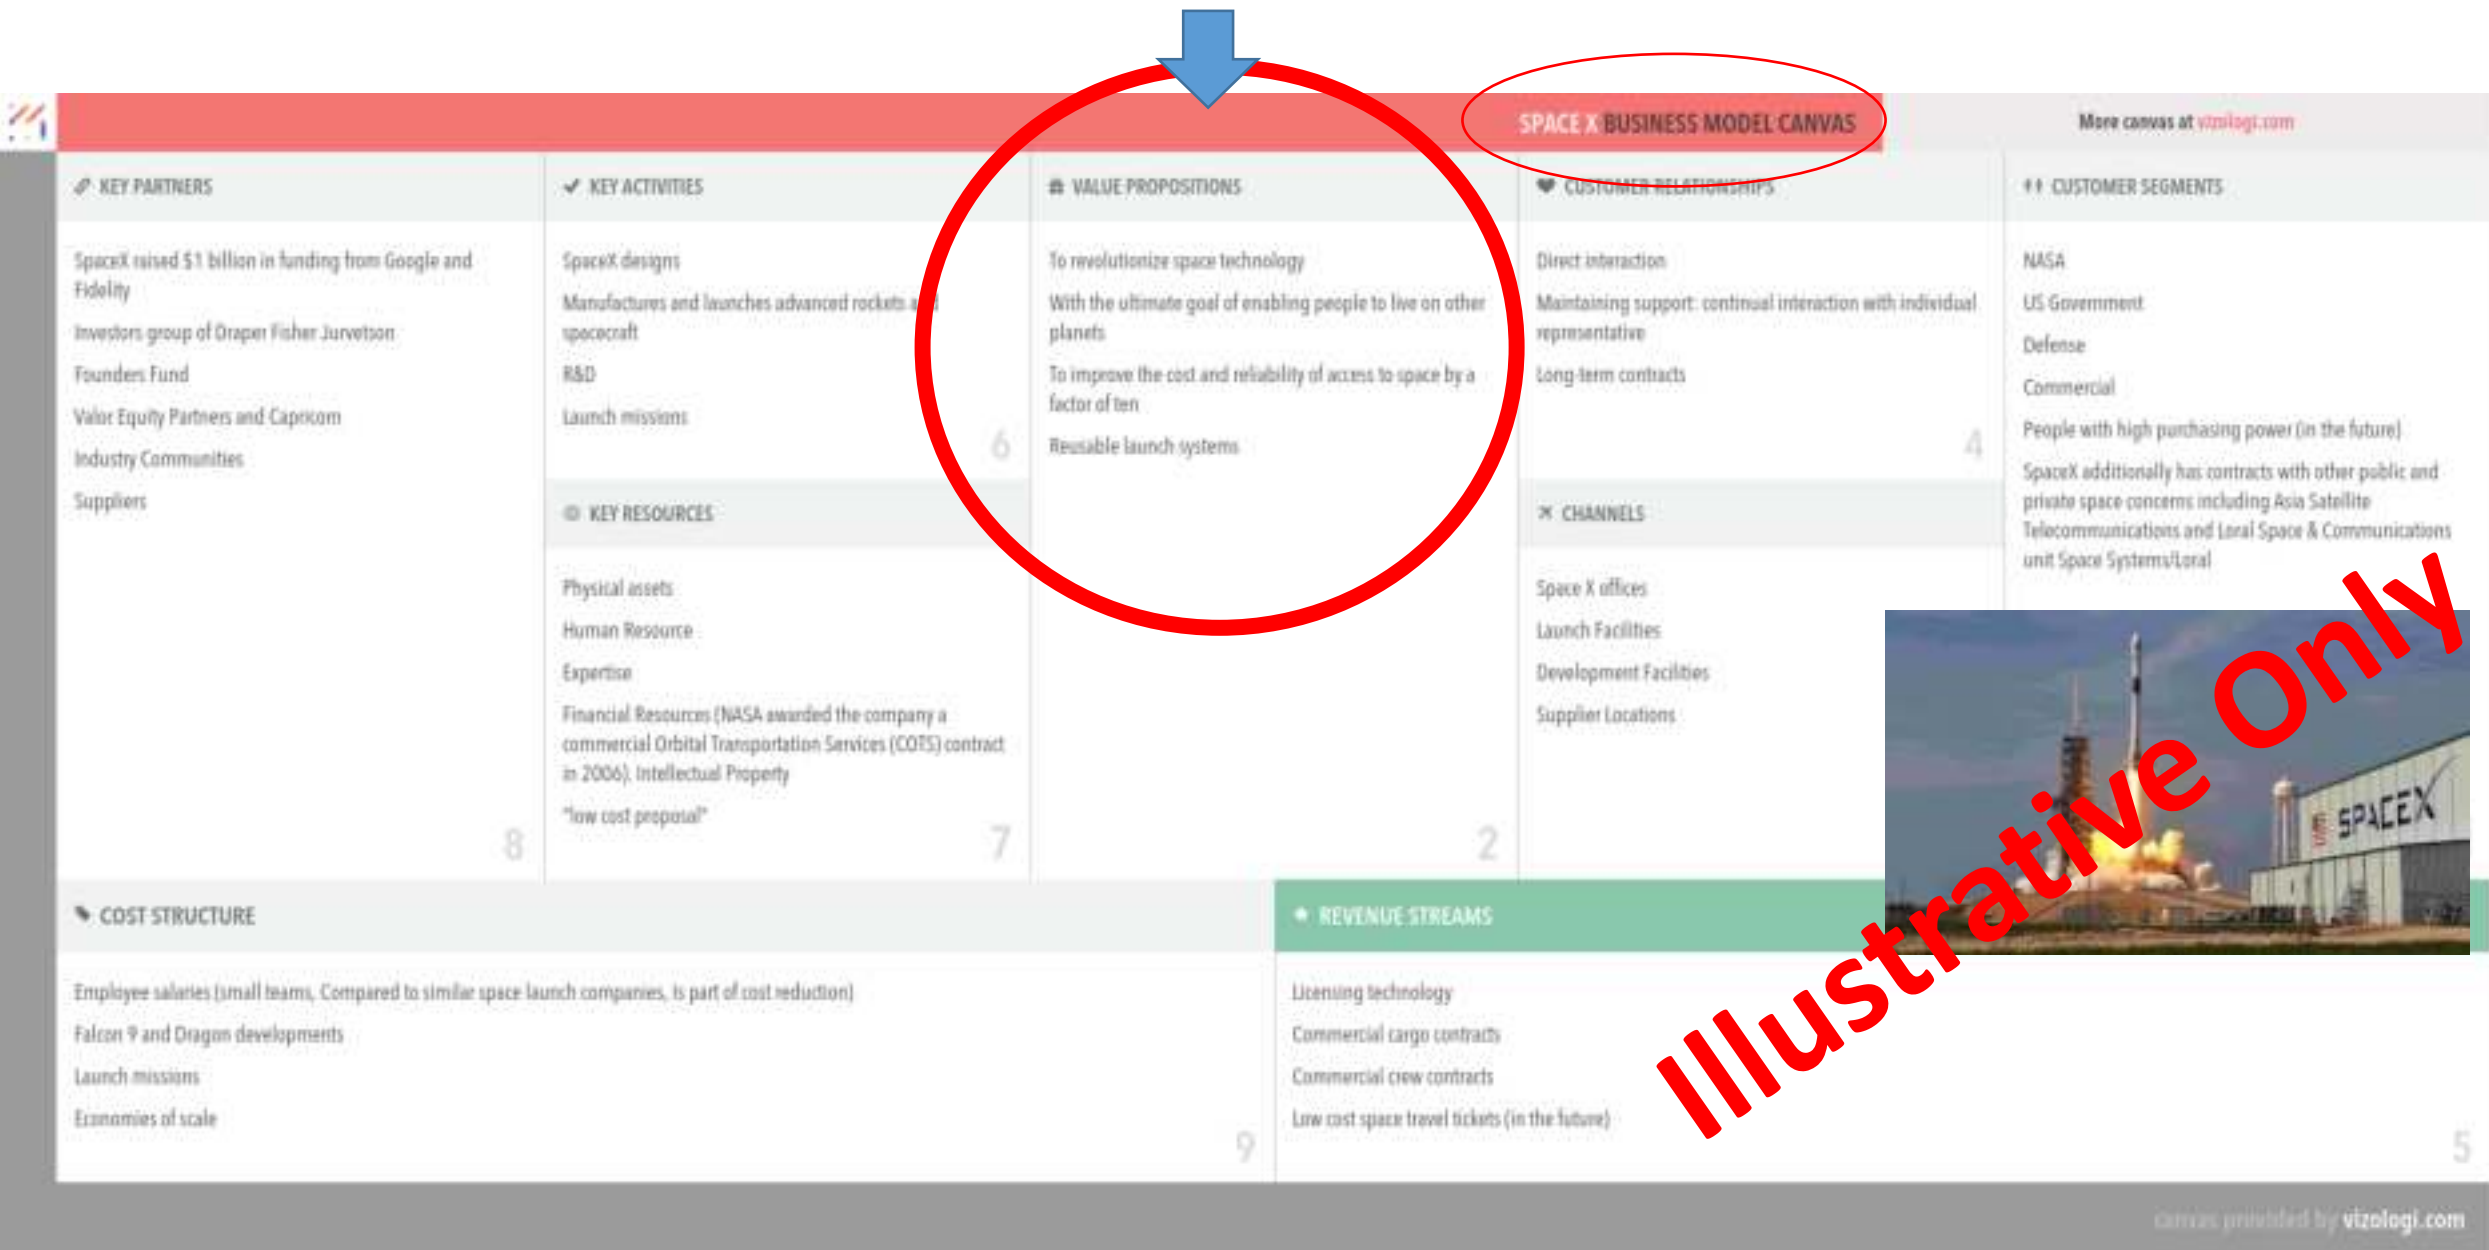 SPACE X BUSINESS MODEL CANVAS
More canvas at vizologi.com
KEY PARTNERS
SpaceX raised $1 billion in funding from Google and
Fidelity
Investors group of Draper Fisher Jurvetson
Founders Fund
Valor Equity Partners and Capricorn
Industry Communities
Suppliers
8
KEY ACTIVITIES
SpaceX designs
Manufactures and launches advanced rockets and
spacecraft
R&D
Launch missions
6
KEY RESOURCES
Physical assets
Human Resource
Expertise
Financial Resources (NASA awarded the company a
commercial Orbital Transportation Services (COTS) contract
in 2006). Intellectual Property
"low cost proposal"
7
VALUE PROPOSITIONS
To revolutionize space technology
With the ultimate goal of enabling people to live on other
planets
To improve the cost and reliability of access to space by a
factor of ten
Reusable launch systems
2
CUSTOMER RELATIONSHIPS
Direct interaction
Maintaining support: continual interaction with individual
representative
Long-term contracts
4
CHANNELS
Space X offices
Launch Facilities
Development Facilities
Supplier Locations
CUSTOMER SEGMENTS
NASA
US Government
Defense
Commercial
People with high purchasing power (in the future)
SpaceX additionally has contracts with other public and
private space concerns including Asia Satellite
Telecommunications and Loral Space & Communications
unit Space Systems/Loral
SPACEX
Illustrative Only
COST STRUCTURE
Employee salaries (small teams, Compared to similar space launch companies, is part of cost reduction)
Falcon 9 and Dragon developments
Launch missions
Economies of scale
9
REVENUE STREAMS
Licensing technology
Commercial cargo contracts
Commercial crew contracts
Low cost space travel tickets (in the future)
5
canvas provided by vizologi.com